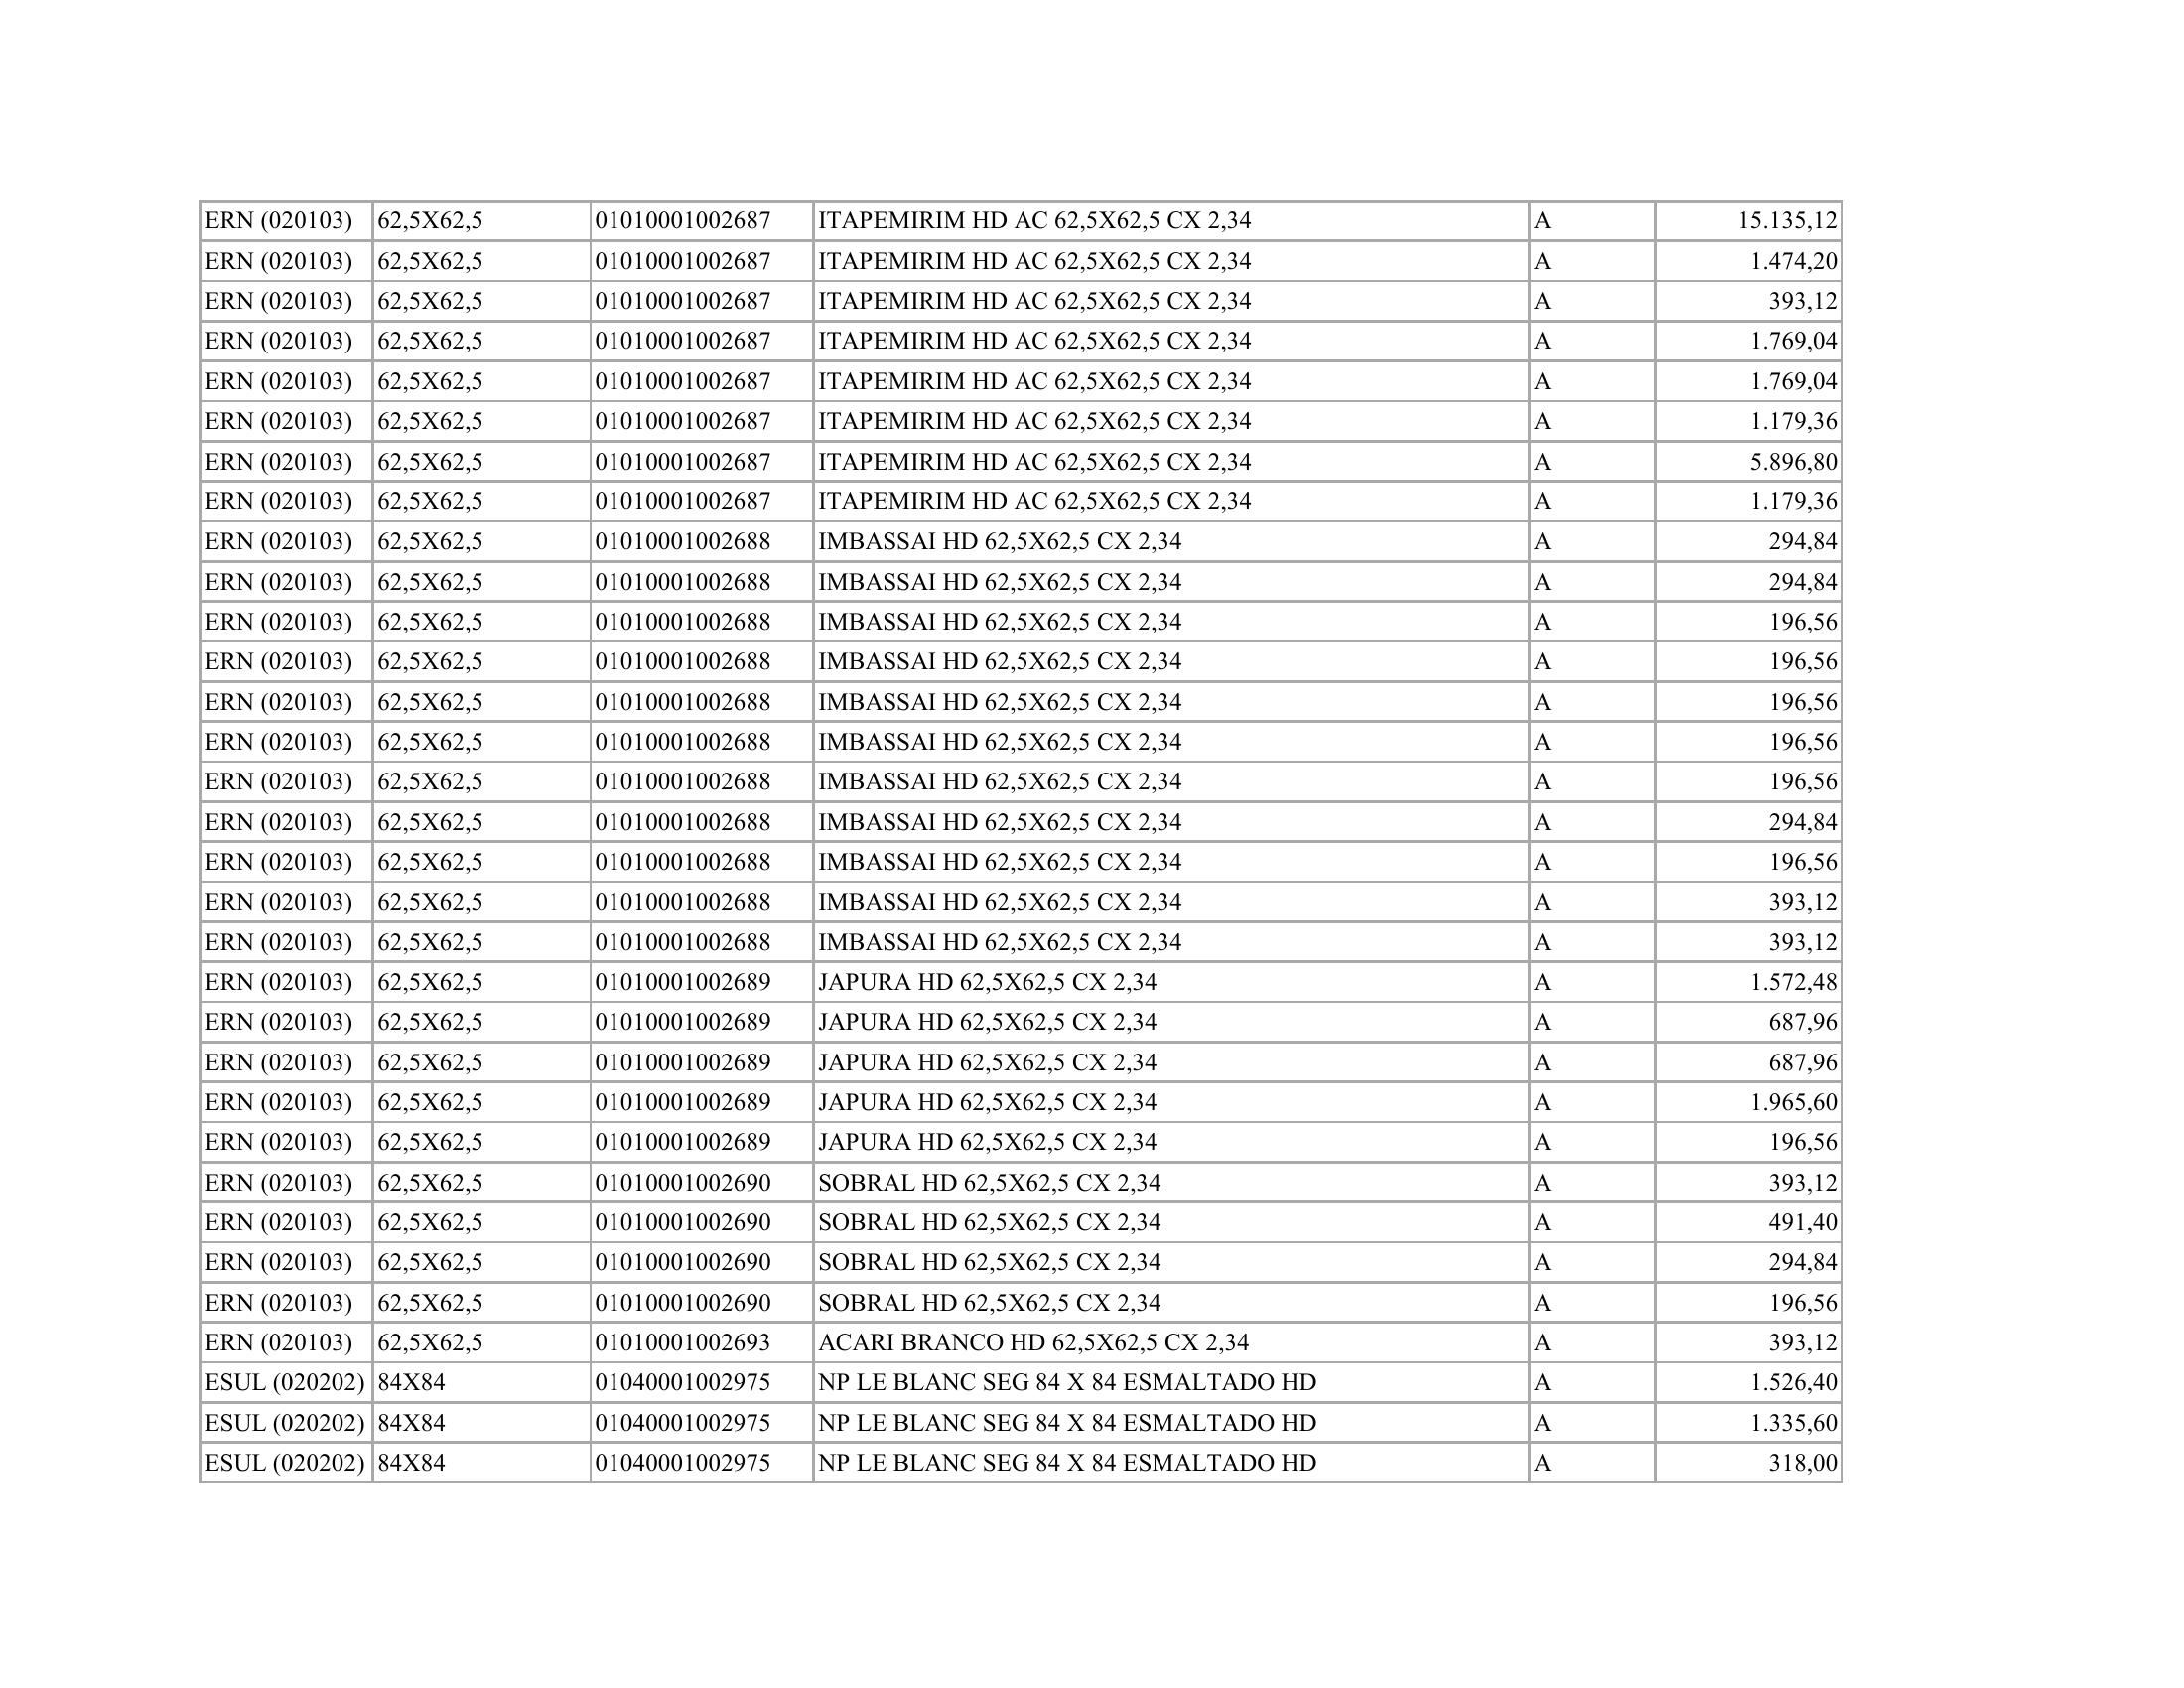 ERN (020103) 62,5X62,5 01010001002687 ITAPEMIRIM HD AC 62,5X62,5 CX 2,34 A 15.135,12
ERN (020103) 62,5X62,5 01010001002687 ITAPEMIRIM HD AC 62,5X62,5 CX 2,34 A 1.474,20
ERN (020103) 62,5X62,5 01010001002687 ITAPEMIRIM HD AC 62,5X62,5 CX 2,34 A 393,12
ERN (020103) 62,5X62,5 01010001002687 ITAPEMIRIM HD AC 62,5X62,5 CX 2,34 A 1.769,04
ERN (020103) 62,5X62,5 01010001002687 ITAPEMIRIM HD AC 62,5X62,5 CX 2,34 A 1.769,04
ERN (020103) 62,5X62,5 01010001002687 ITAPEMIRIM HD AC 62,5X62,5 CX 2,34 A 1.179,36
ERN (020103) 62,5X62,5 01010001002687 ITAPEMIRIM HD AC 62,5X62,5 CX 2,34 A 5.896,80
ERN (020103) 62,5X62,5 01010001002687 ITAPEMIRIM HD AC 62,5X62,5 CX 2,34 A 1.179,36
ERN (020103) 62,5X62,5 01010001002688 IMBASSAI HD 62,5X62,5 CX 2,34 A 294,84
ERN (020103) 62,5X62,5 01010001002688 IMBASSAI HD 62,5X62,5 CX 2,34 A 294,84
ERN (020103) 62,5X62,5 01010001002688 IMBASSAI HD 62,5X62,5 CX 2,34 A 196,56
ERN (020103) 62,5X62,5 01010001002688 IMBASSAI HD 62,5X62,5 CX 2,34 A 196,56
ERN (020103) 62,5X62,5 01010001002688 IMBASSAI HD 62,5X62,5 CX 2,34 A 196,56
ERN (020103) 62,5X62,5 01010001002688 IMBASSAI HD 62,5X62,5 CX 2,34 A 196,56
ERN (020103) 62,5X62,5 01010001002688 IMBASSAI HD 62,5X62,5 CX 2,34 A 196,56
ERN (020103) 62,5X62,5 01010001002688 IMBASSAI HD 62,5X62,5 CX 2,34 A 294,84
ERN (020103) 62,5X62,5 01010001002688 IMBASSAI HD 62,5X62,5 CX 2,34 A 196,56
ERN (020103) 62,5X62,5 01010001002688 IMBASSAI HD 62,5X62,5 CX 2,34 A 393,12
ERN (020103) 62,5X62,5 01010001002688 IMBASSAI HD 62,5X62,5 CX 2,34 A 393,12
ERN (020103) 62,5X62,5 01010001002689 JAPURA HD 62,5X62,5 CX 2,34 A 1.572,48
ERN (020103) 62,5X62,5 01010001002689 JAPURA HD 62,5X62,5 CX 2,34 A 687,96
ERN (020103) 62,5X62,5 01010001002689 JAPURA HD 62,5X62,5 CX 2,34 A 687,96
ERN (020103) 62,5X62,5 01010001002689 JAPURA HD 62,5X62,5 CX 2,34 A 1.965,60
ERN (020103) 62,5X62,5 01010001002689 JAPURA HD 62,5X62,5 CX 2,34 A 196,56
ERN (020103) 62,5X62,5 01010001002690 SOBRAL HD 62,5X62,5 CX 2,34 A 393,12
ERN (020103) 62,5X62,5 01010001002690 SOBRAL HD 62,5X62,5 CX 2,34 A 491,40
ERN (020103) 62,5X62,5 01010001002690 SOBRAL HD 62,5X62,5 CX 2,34 A 294,84
ERN (020103) 62,5X62,5 01010001002690 SOBRAL HD 62,5X62,5 CX 2,34 A 196,56
ERN (020103) 62,5X62,5 01010001002693 ACARI BRANCO HD 62,5X62,5 CX 2,34 A 393,12
ESUL (020202) 84X84 01040001002975 NP LE BLANC SEG 84 X 84 ESMALTADO HD A 1.526,40
ESUL (020202) 84X84 01040001002975 NP LE BLANC SEG 84 X 84 ESMALTADO HD A 1.335,60
ESUL (020202) 84X84 01040001002975 NP LE BLANC SEG 84 X 84 ESMALTADO HD A 318,00